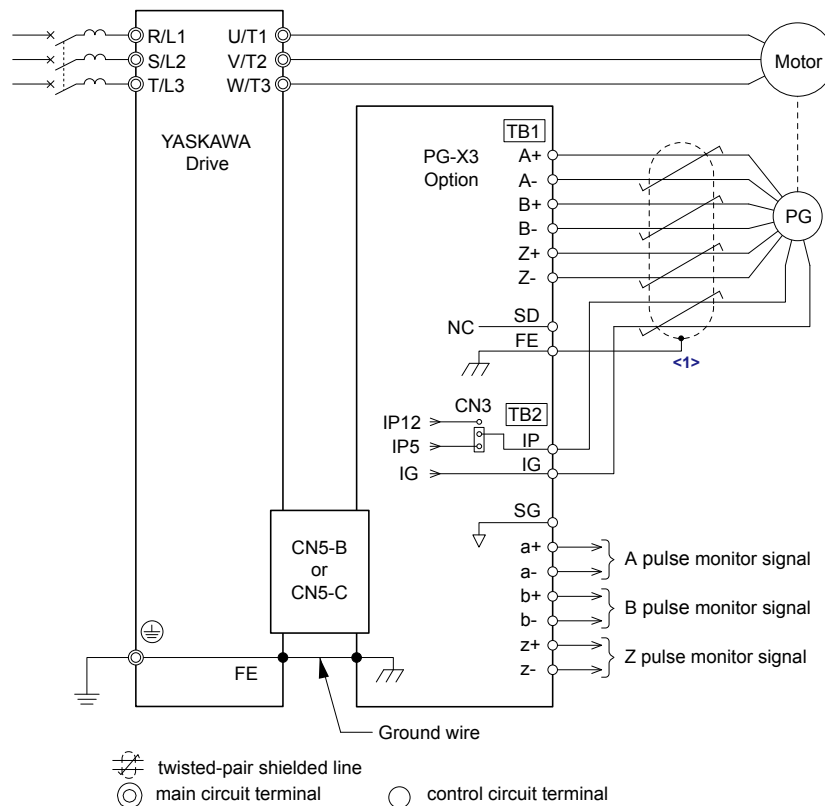 R/L1
U/T1
S/L2
V/T2
T/L3
W/T3
Motor
YASKAWA
Drive
PG-X3
Option
TB1
A+
A-
B+
B-
Z+
Z-
PG
NC
SD
FE
<1>
CN3
TB2
IP12
IP
IP5
IG
IG
SG
CN5-B
or
CN5-C
a+
a-
A pulse monitor signal
b+
b-
B pulse monitor signal
z+
z-
Z pulse monitor signal
FE
Ground wire
twisted-pair shielded line
main circuit terminal
control circuit terminal